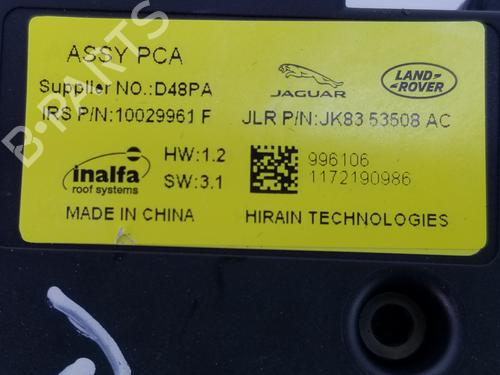 ASSY PCA
Supplier NO.:D48PA
IRS P/N:10029961 F
JAGUAR
LAND ROVER
JLR P/N:JK83 53508 AC
inalfa
roof systems
HW:1.2
SW:3.1
996106
1172190986
MADE IN CHINA
HIRAIN TECHNOLOGIES
B-PARTS